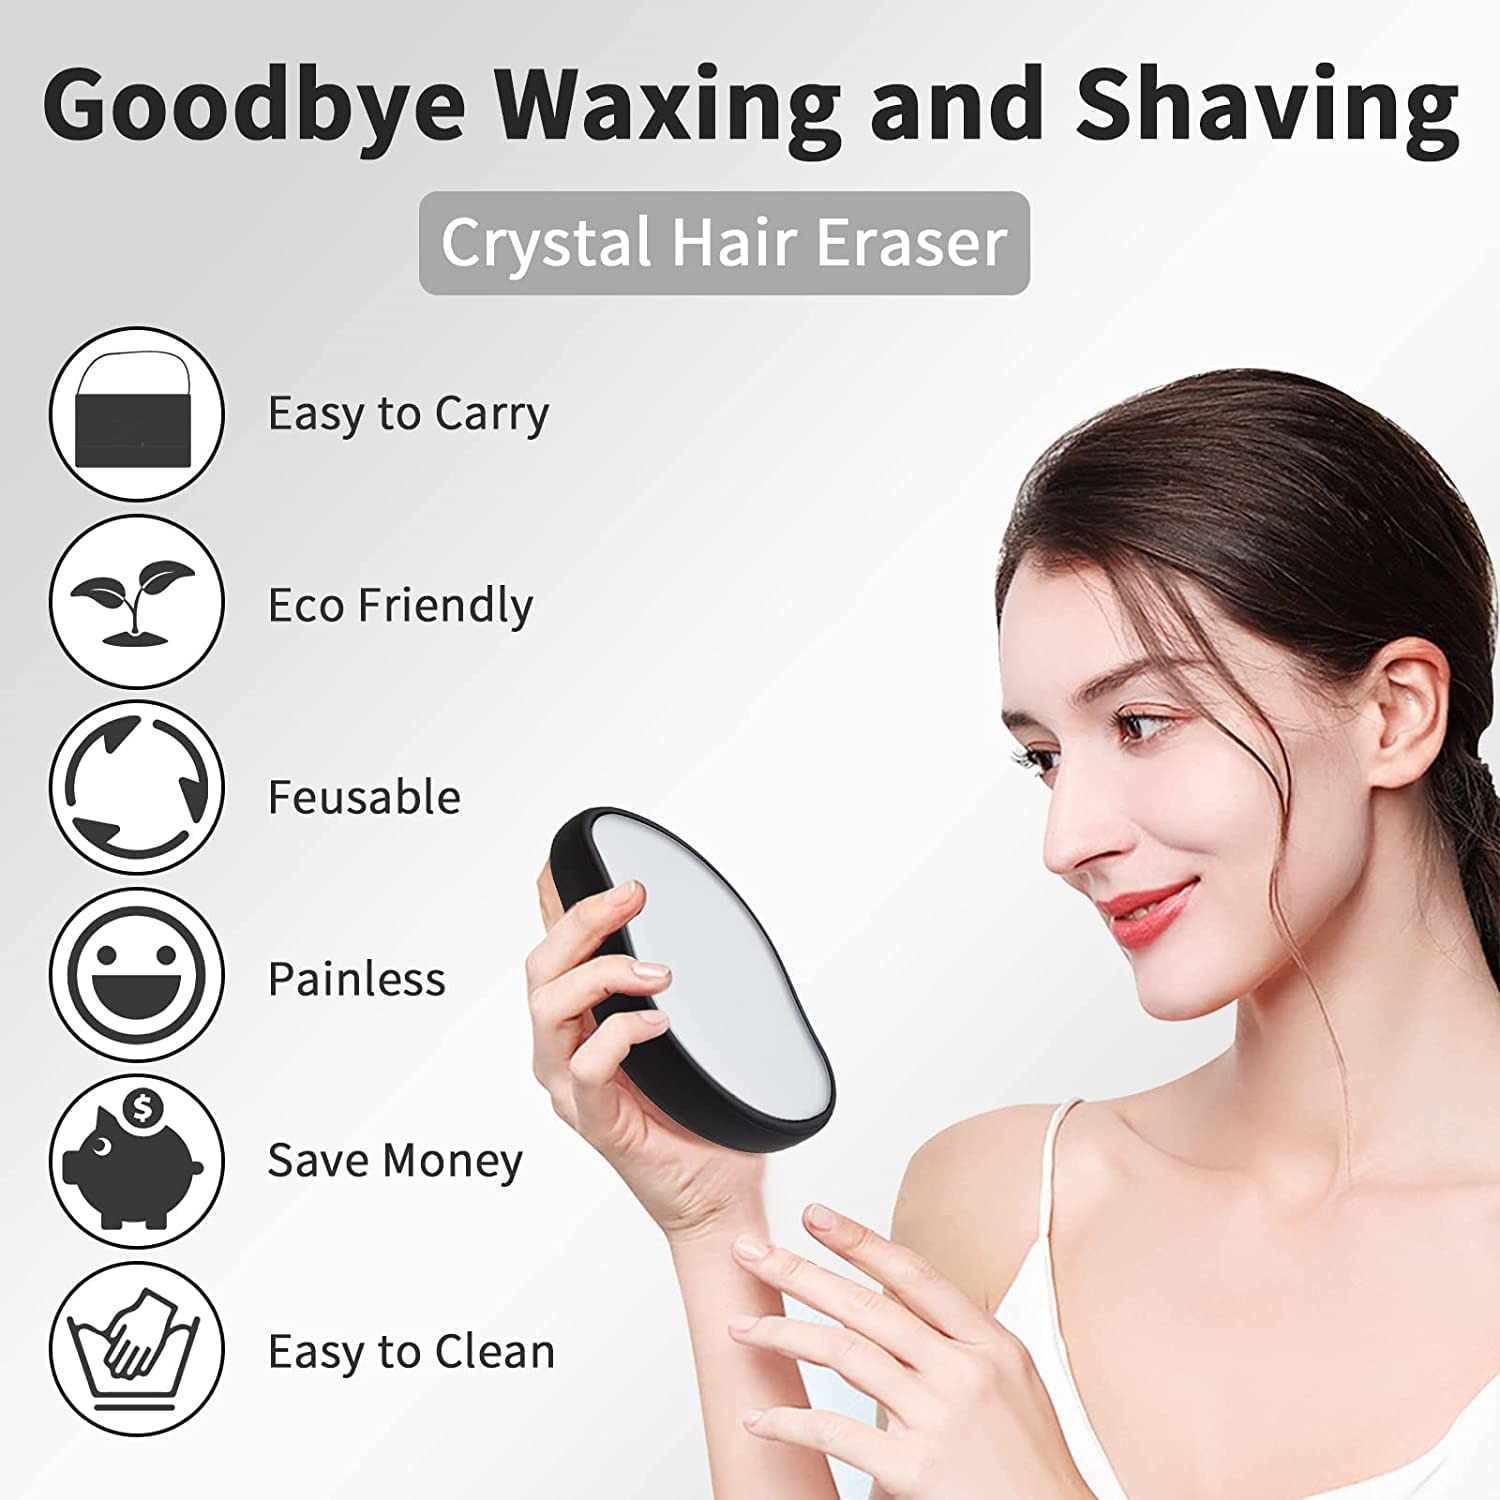 Goodbye Waxing and Shaving
Crystal Hair Eraser
Easy to Carry
Eco Friendly
Feusable
Painless
$
Save Money
Easy to Clean